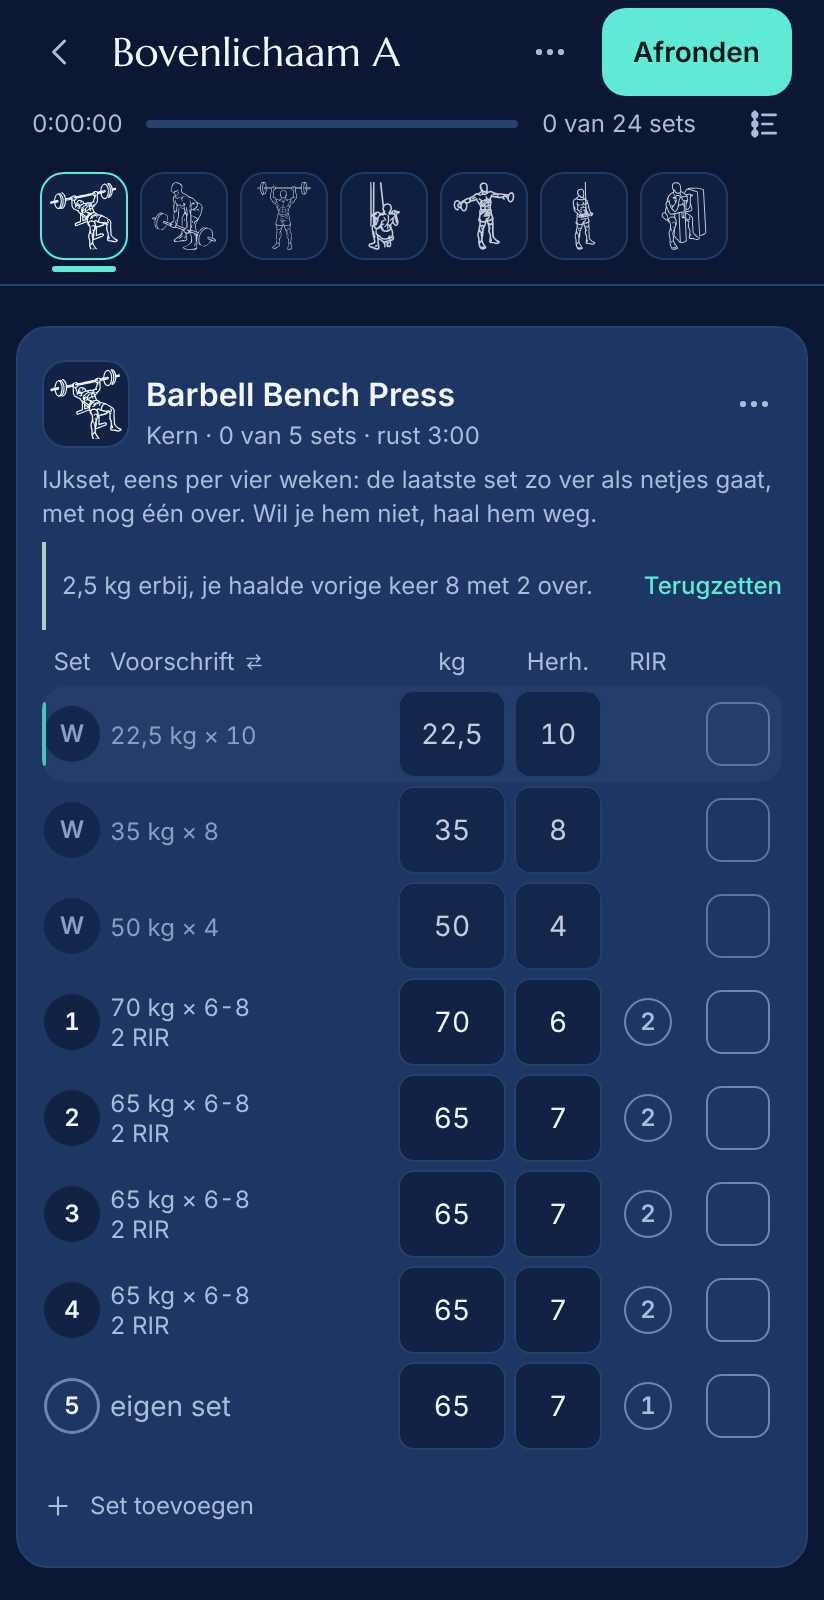 Bovenlichaam A
Afronden
0:00:00
0 van 24 sets
Barbell Bench Press
Kern · 0 van 5 sets · rust 3:00
IJkset, eens per vier weken: de laatste set zo ver als netjes gaat,
met nog één over. Wil je hem niet, haal hem weg.
2,5 kg erbij, je haalde vorige keer 8 met 2 over. Terugzetten
Set Voorschrift ⇄ kg Herh. RIR
W 22,5 kg × 10 22,5 10
W 35 kg × 8 35 8
W 50 kg × 4 50 4
1 70 kg × 6-8 70 6 2
2 RIR
2 65 kg × 6-8 65 7 2
2 RIR
3 65 kg × 6-8 65 7 2
2 RIR
4 65 kg × 6-8 65 7 2
2 RIR
5 eigen set 65 7 1
+ Set toevoegen